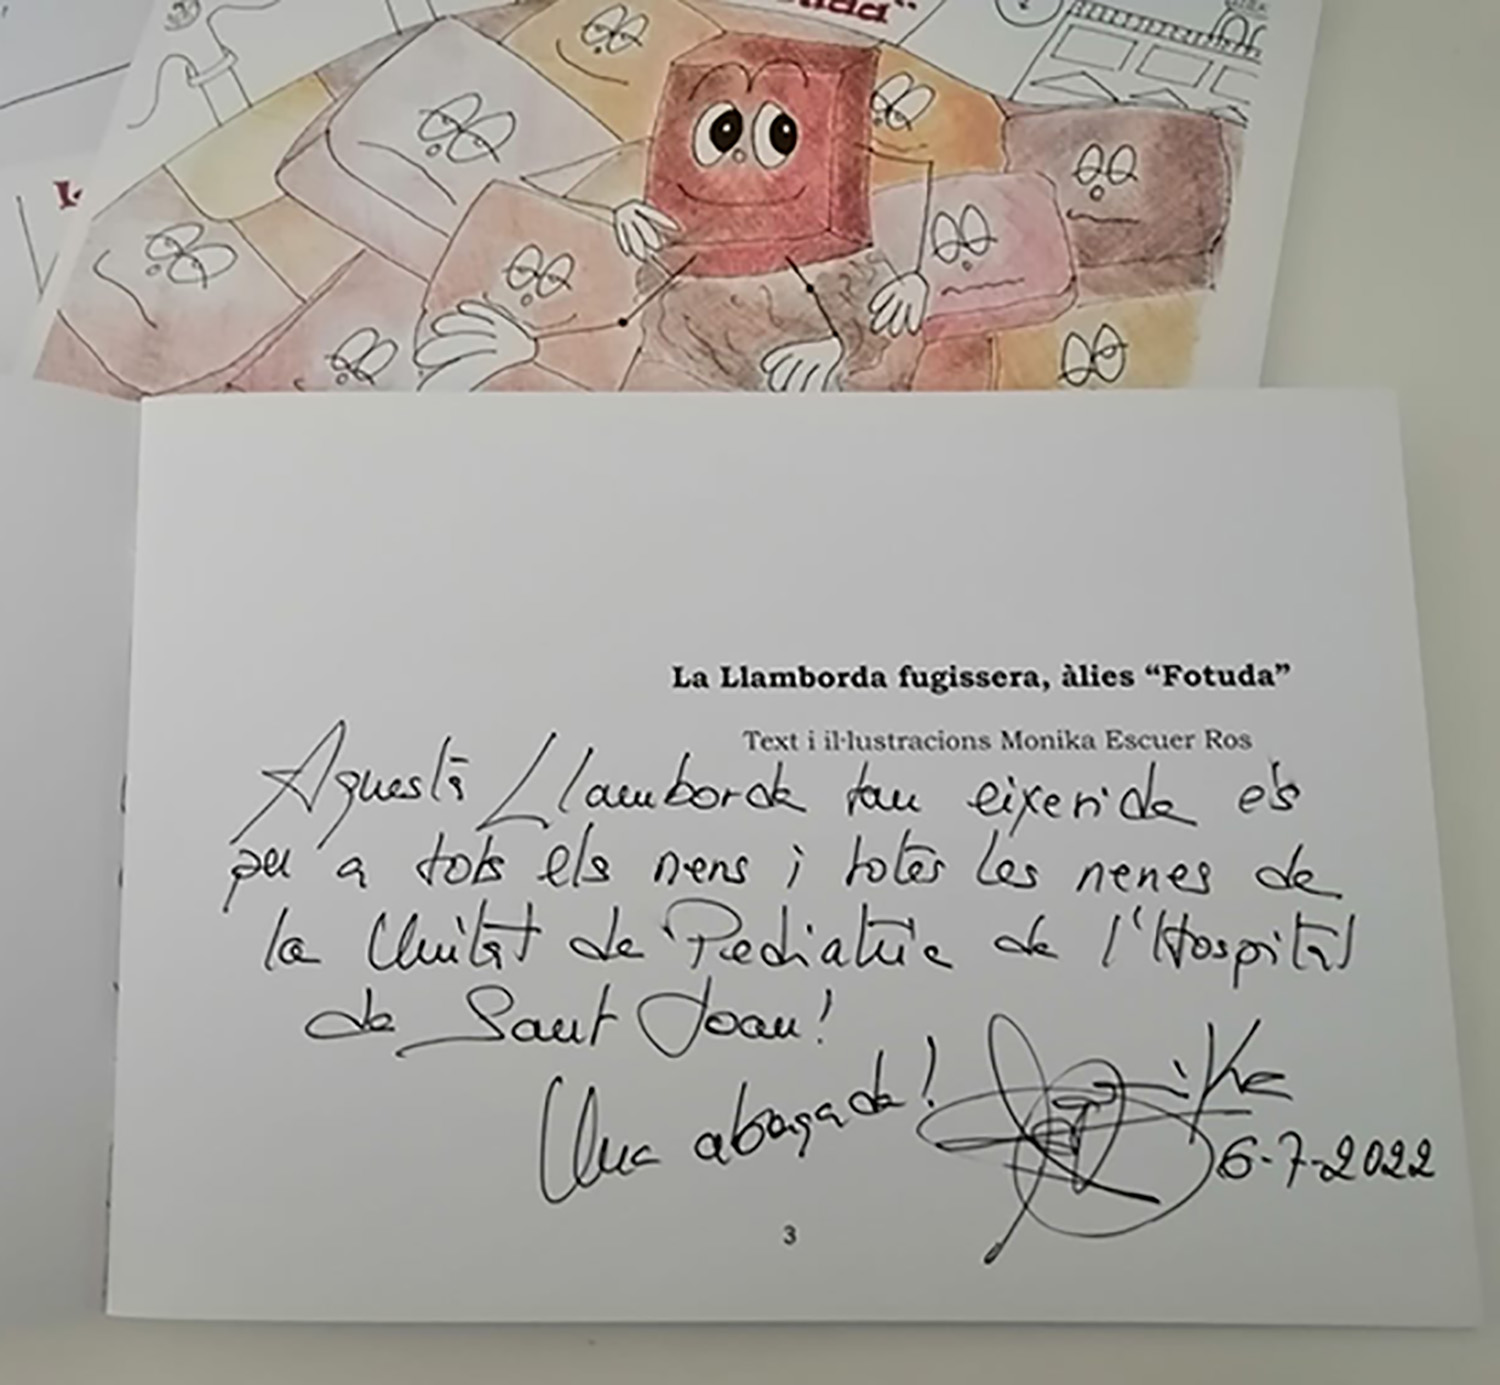 La Llamborda fugissera, àlies “Fotuda”
Text i il·lustracions Monika Escuer Ros
Aquesta Llamborda tan eixerida és
per a tots els nens i totes les nenes de
la Unitat de Pediatria de l'Hospital
de Sant Joan!
Una abraçada!
Monika
6-7-2022
3